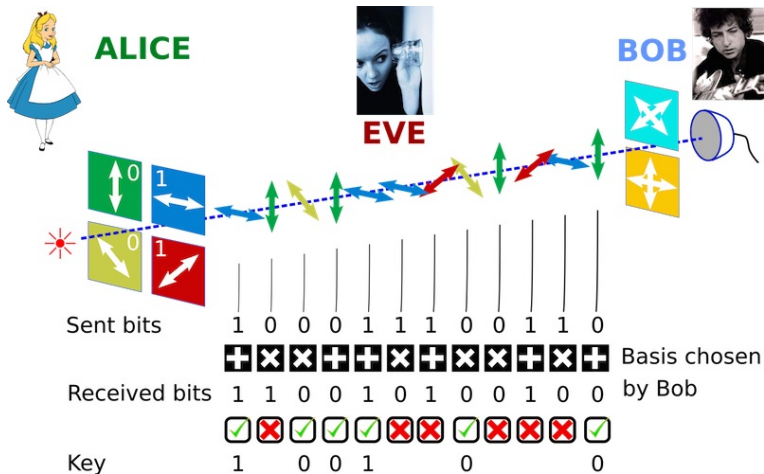 ALICE
EVE
BOB
0 1
0 1
Sent bits 1 0 0 0 1 1 1 0 0 1 1 0
Basis chosen
by Bob
Received bits 1 1 0 0 1 0 1 0 0 1 0 0
Key 1 0 0 1 0 0